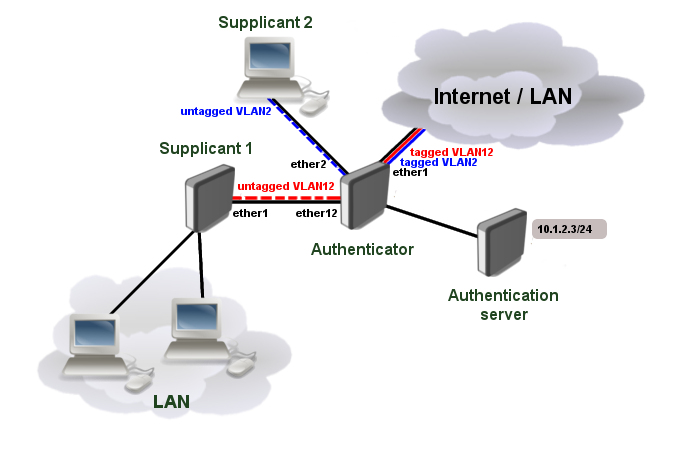 Supplicant 2
untagged VLAN2
Internet / LAN
Supplicant 1
ether2
tagged VLAN12
tagged VLAN2
ether1
untagged VLAN12
ether1
ether12
10.1.2.3/24
Authenticator
Authentication
server
LAN